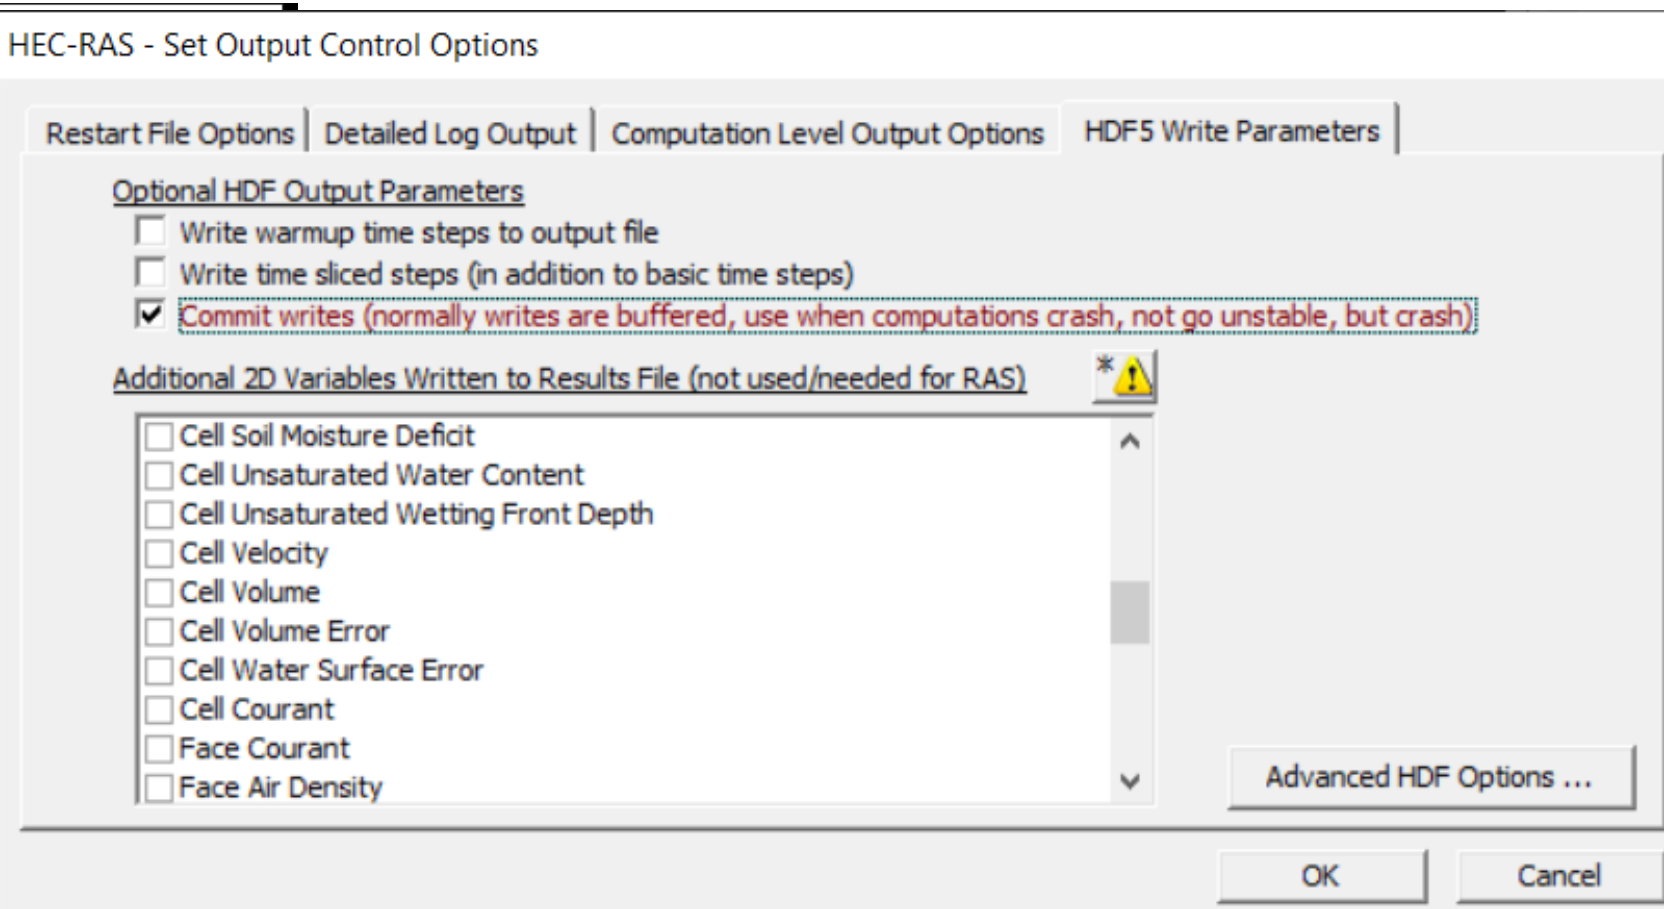 HEC-RAS - Set Output Control Options
Restart File Options Detailed Log Output Computation Level Output Options HDF5 Write Parameters
Optional HDF Output Parameters
Write warmup time steps to output file
Write time sliced steps (in addition to basic time steps)
Commit writes (normally writes are buffered, use when computations crash, not go unstable, but crash)
Additional 2D Variables Written to Results File (not used/needed for RAS) *
Cell Soil Moisture Deficit
Cell Unsaturated Water Content
Cell Unsaturated Wetting Front Depth
Cell Velocity
Cell Volume
Cell Volume Error
Cell Water Surface Error
Cell Courant
Face Courant
Face Air Density
Advanced HDF Options ...
OK Cancel